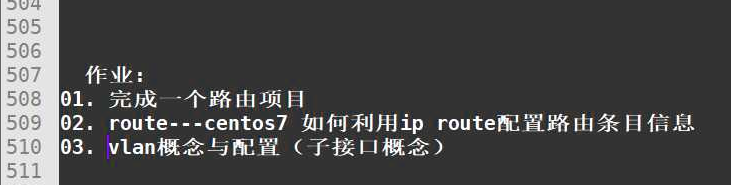 504
505
506
507 作业:
508 01. 完成一个路由项目
509 02. route---centos7 如何利用ip route配置路由条目信息
510 03. vlan概念与配置（子接口概念）
511